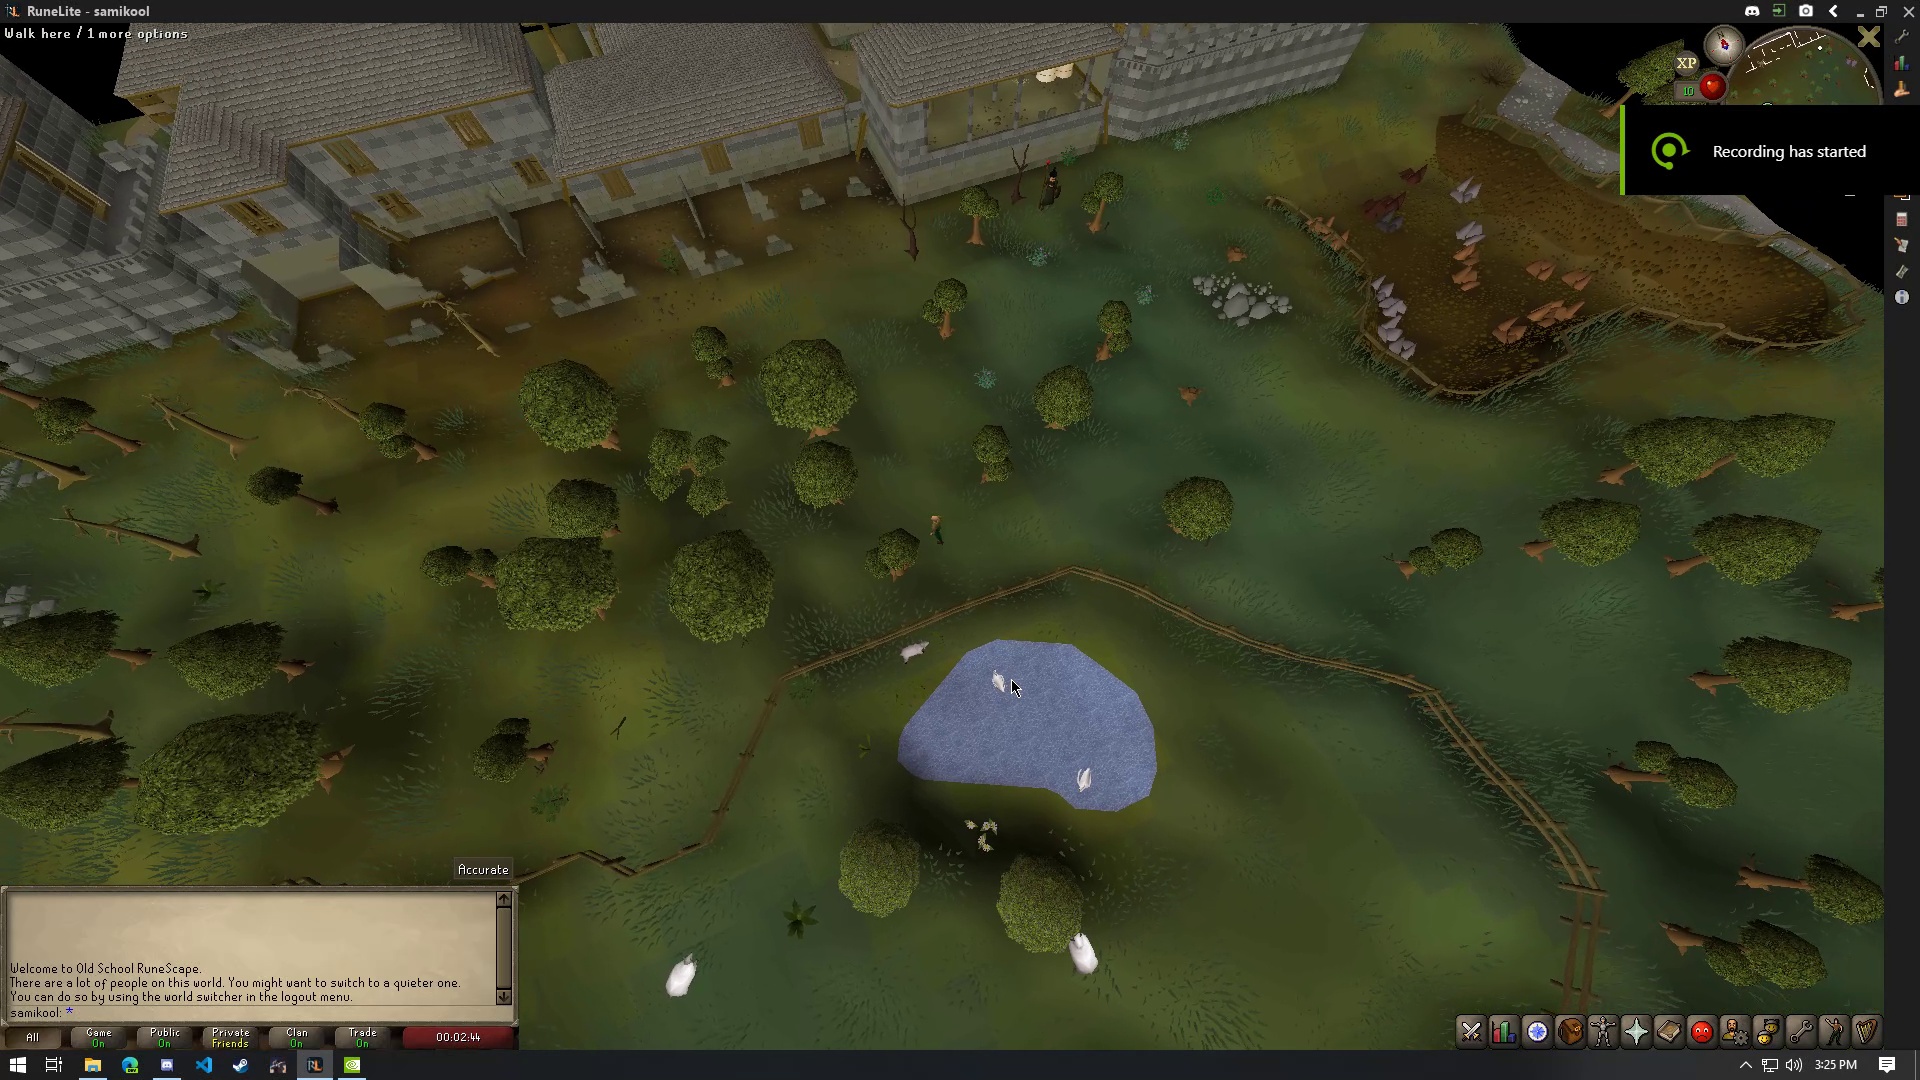 RuneLite - samikool
Walk here / 1 more options
XP
10
Recording has started
Accurate
Welcome to Old School RuneScape.
There are a lot of people on this world. You might want to switch to a quieter one.
You can do so by using the world switcher in the logout menu.
samikool: *
All
Game
On
Public
On
Private
Friends
Clan
On
Trade
On
00:02:44
3:25 PM